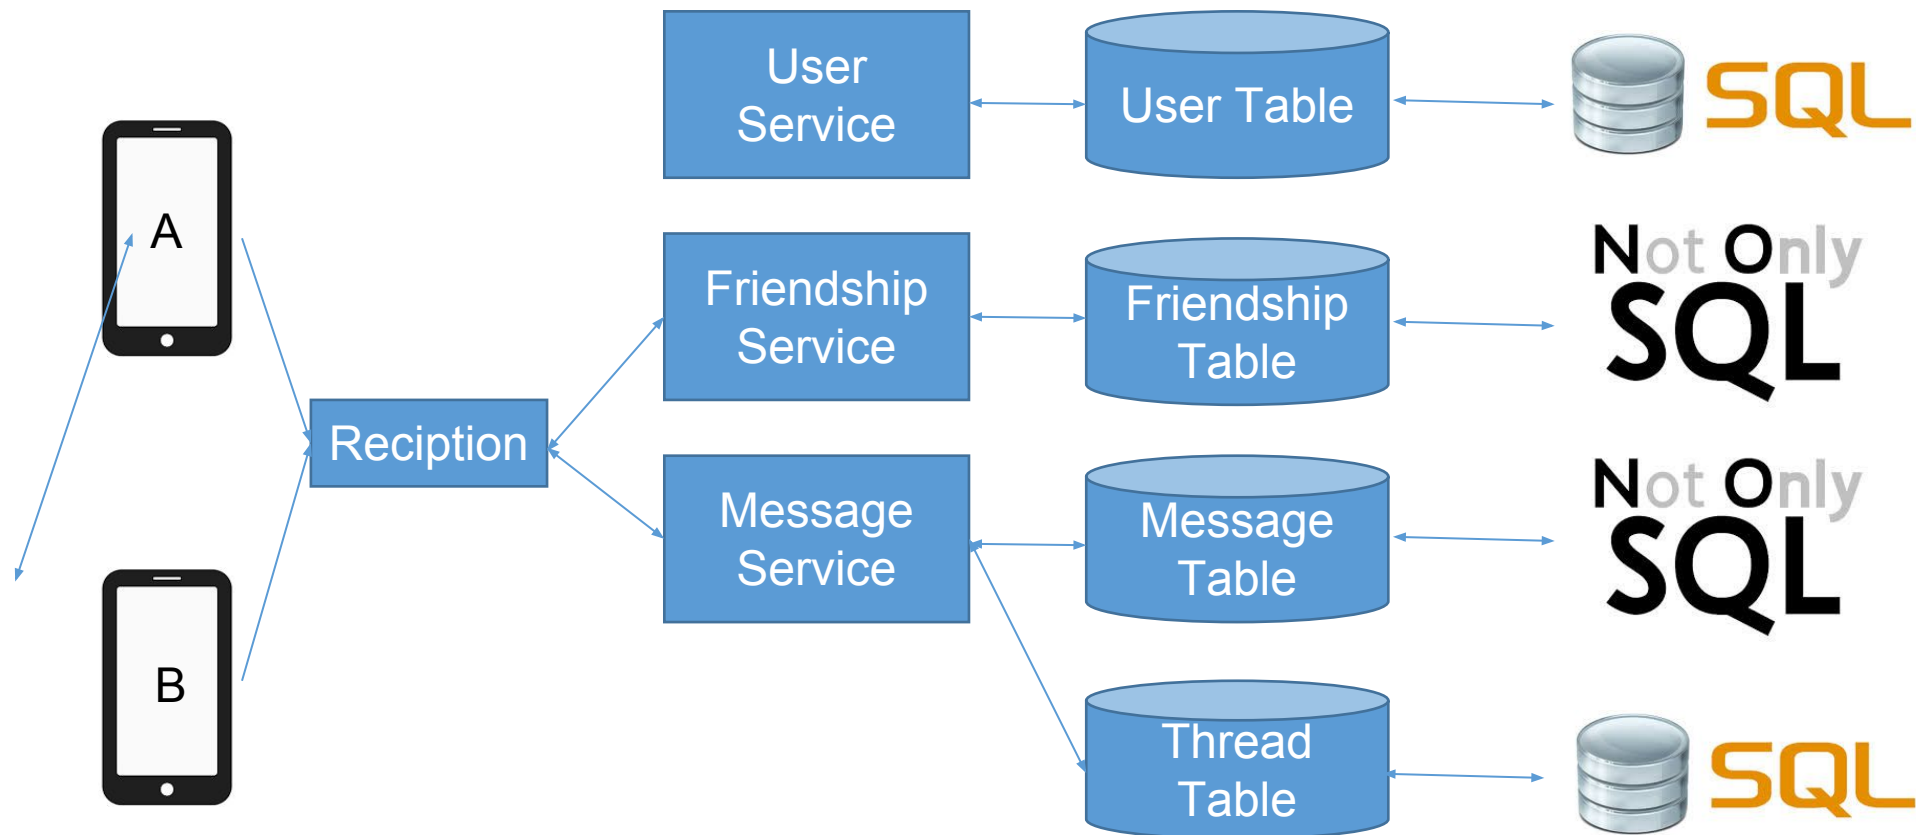 A
B
Reciption
User
Service
User Table
SQL
Friendship
Service
Friendship
Table
Not Only
SQL
Message
Service
Message
Table
Not Only
SQL
Thread
Table
SQL